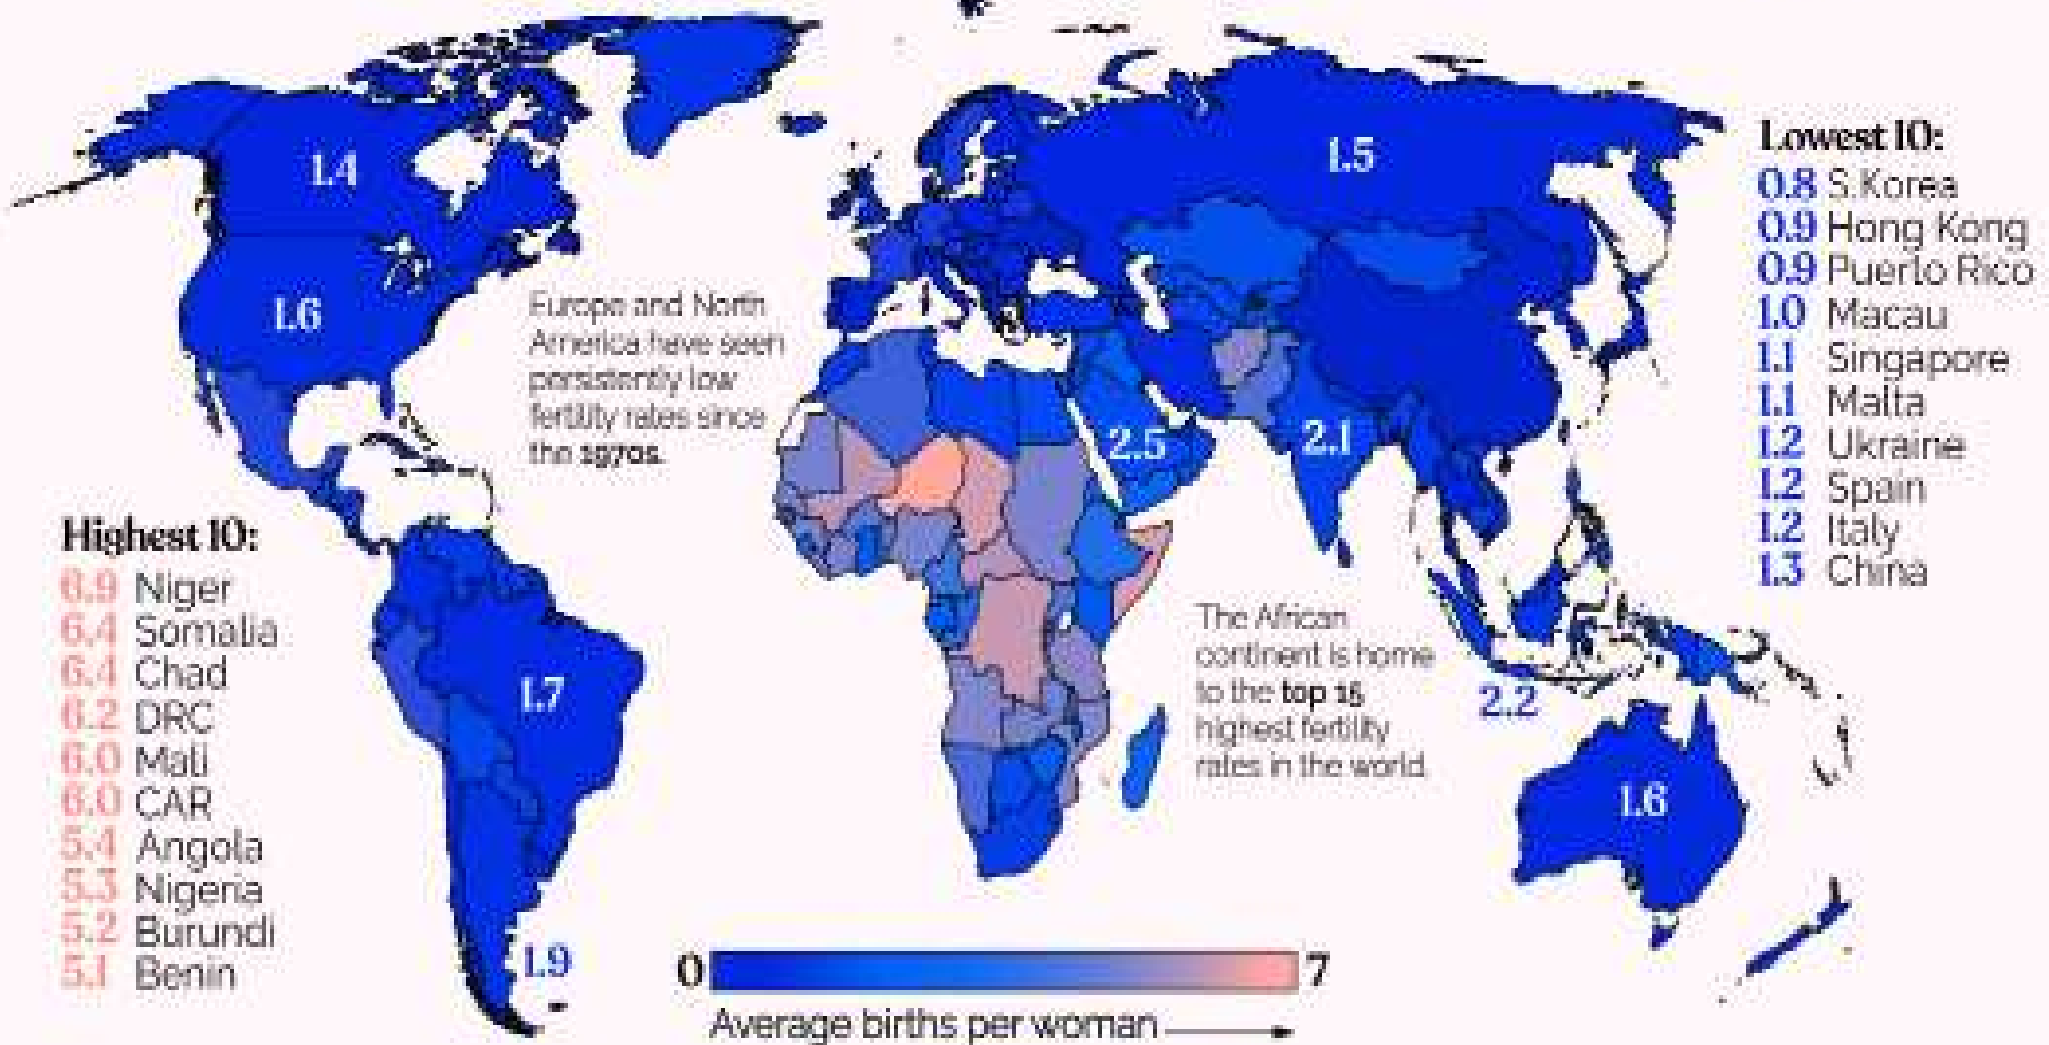 1.4
1.6
Europe and North
America have seen
persistently low
fertility rates since
the 1970s.
1.5
2.5
2.1
Lowest 10:
0.8 S.Korea
0.9 Hong Kong
0.9 Puerto Rico
1.0 Macau
1.1 Singapore
1.1 Malta
1.2 Ukraine
1.2 Spain
1.2 Italy
1.3 China
Highest 10:
6.9 Niger
6.4 Somalia
6.4 Chad
6.2 DRC
6.0 Mali
6.0 CAR
5.4 Angola
5.3 Nigeria
5.2 Burundi
5.1 Benin
1.7
1.9
The African
continent is home
to the top 15
highest fertility
rates in the world.
2.2
1.6
0 7
Average births per woman